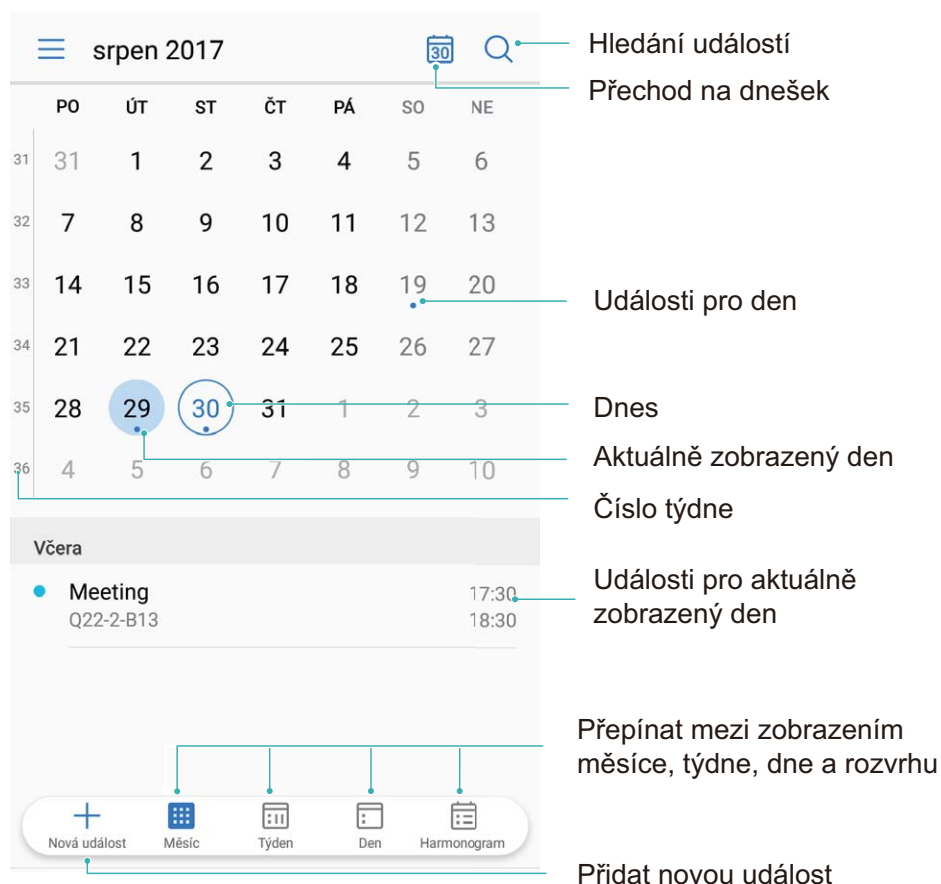 srpen 2017
30
Hledání událostí
Přechod na dnešek
PO ÚT ST ČT PÁ SO NE
31 31 1 2 3 4 5 6
32 7 8 9 10 11 12 13
33 14 15 16 17 18 19 20
Události pro den
34 21 22 23 24 25 26 27
35 28 29 30 31 1 2 3
Dnes
Aktuálně zobrazený den
36 4 5 6 7 8 9 10
Číslo týdne
Včera
Meeting 17:30
Q22-2-B13 18:30
Události pro aktuálně
zobrazený den
Přepínat mezi zobrazením
měsíce, týdne, dne a rozvrhu
Nová událost Měsíc Týden Den Harmonogram
Přidat novou událost